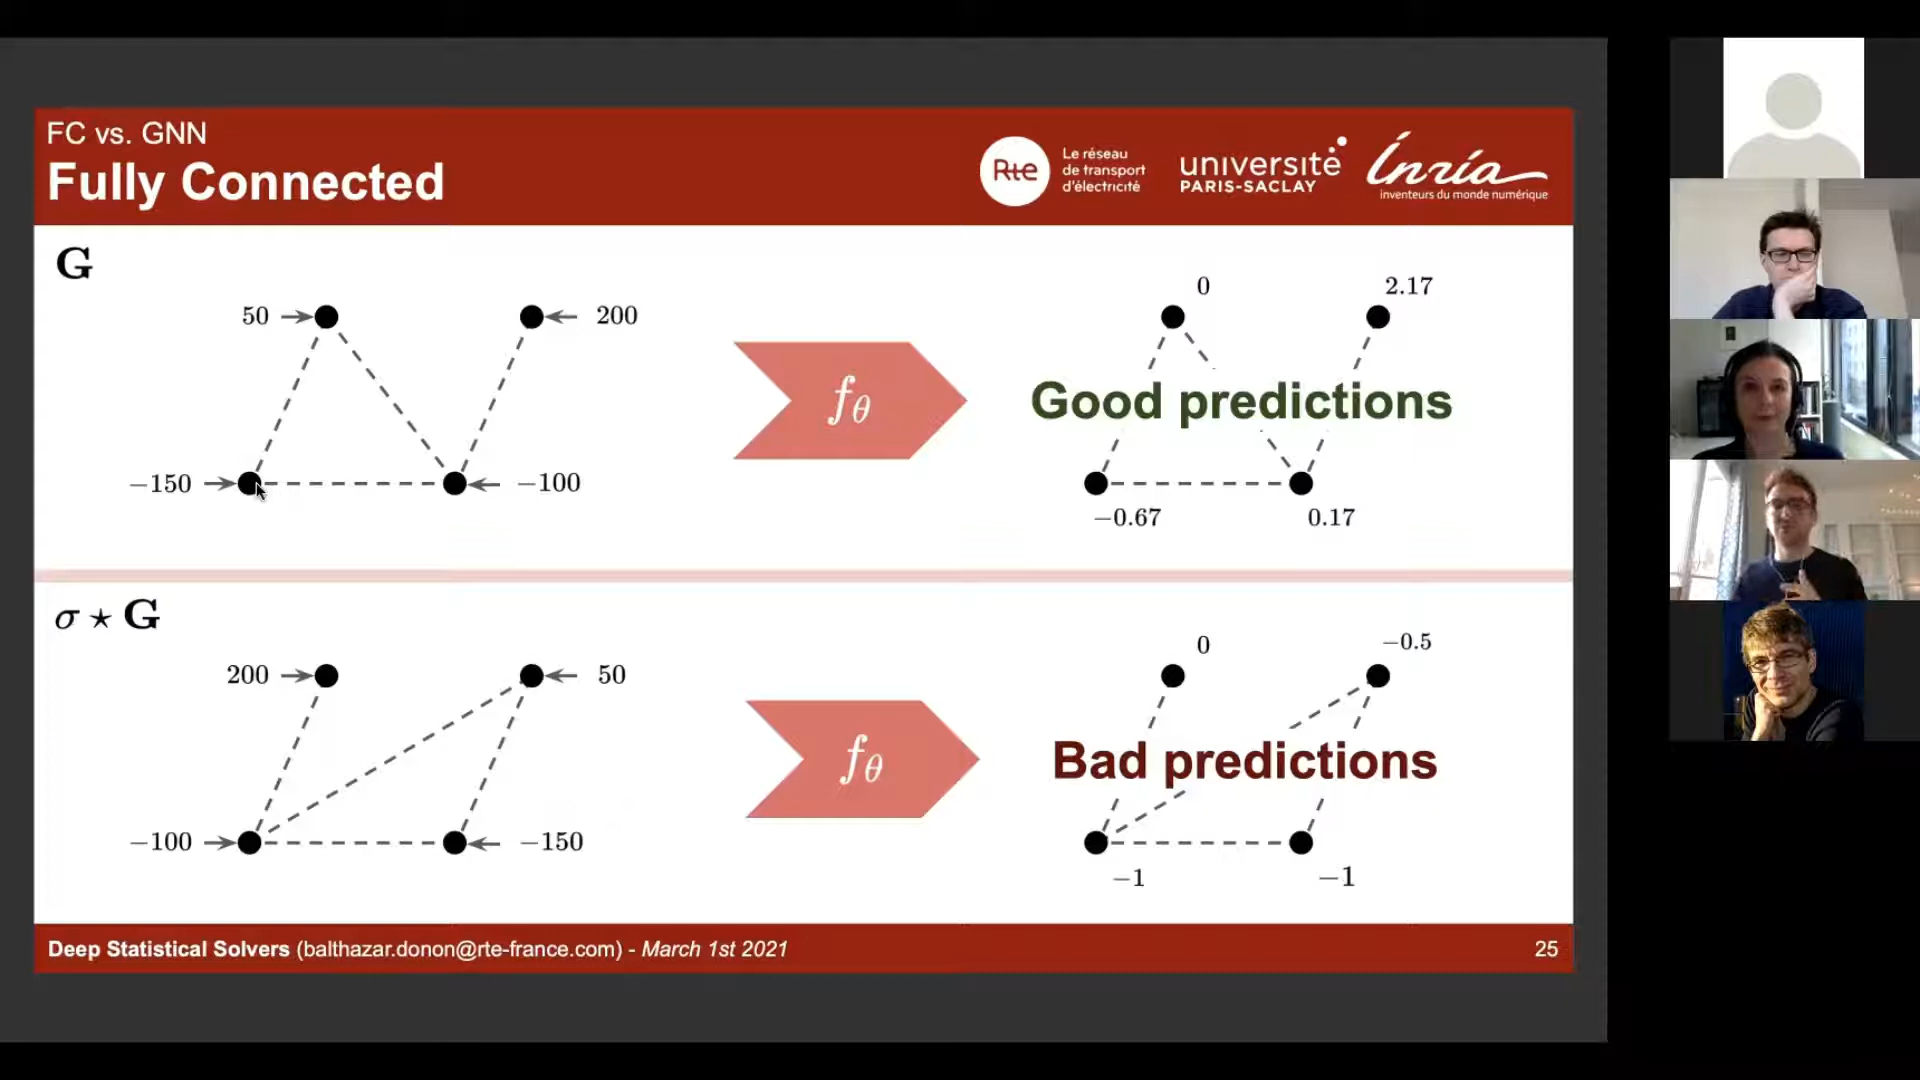 FC vs. GNN
Fully Connected
Rte
Le réseau
de transport
d'électricité
université
PARIS-SACLAY
Inria
inventeurs du monde numérique
G
50
200
−150
−100
fθ
0
2.17
Good predictions
−0.67
0.17
σ ⋆ G
200
50
−100
−150
fθ
0
−0.5
Bad predictions
−1
−1
Deep Statistical Solvers (balthazar.donon@rte-france.com) - March 1st 2021
25